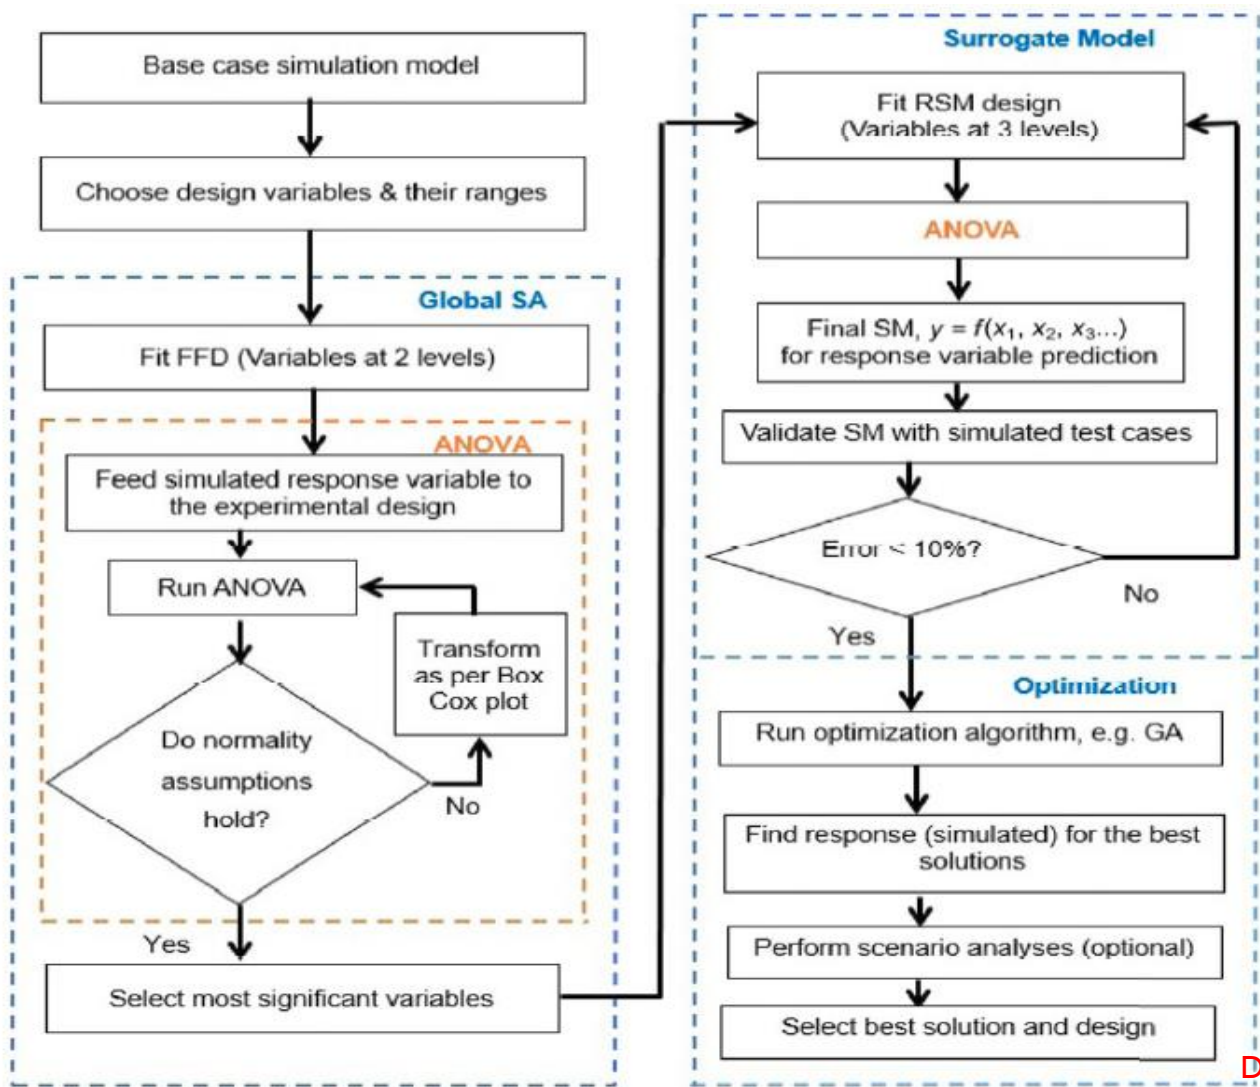 Base case simulation model
Choose design variables & their ranges
Global SA
Fit FFD (Variables at 2 levels)
ANOVA
Feed simulated response variable to
the experimental design
Run ANOVA
Transform
as per Box
Cox plot
Do normality
assumptions
hold?
No
Yes
Select most significant variables
Surrogate Model
Fit RSM design
(Variables at 3 levels)
ANOVA
Final SM, y = f(x₁, x₂, x₃...)
for response variable prediction
Validate SM with simulated test cases
Error < 10%?
No
Yes
Optimization
Run optimization algorithm, e.g. GA
Find response (simulated) for the best
solutions
Perform scenario analyses (optional)
Select best solution and design
D